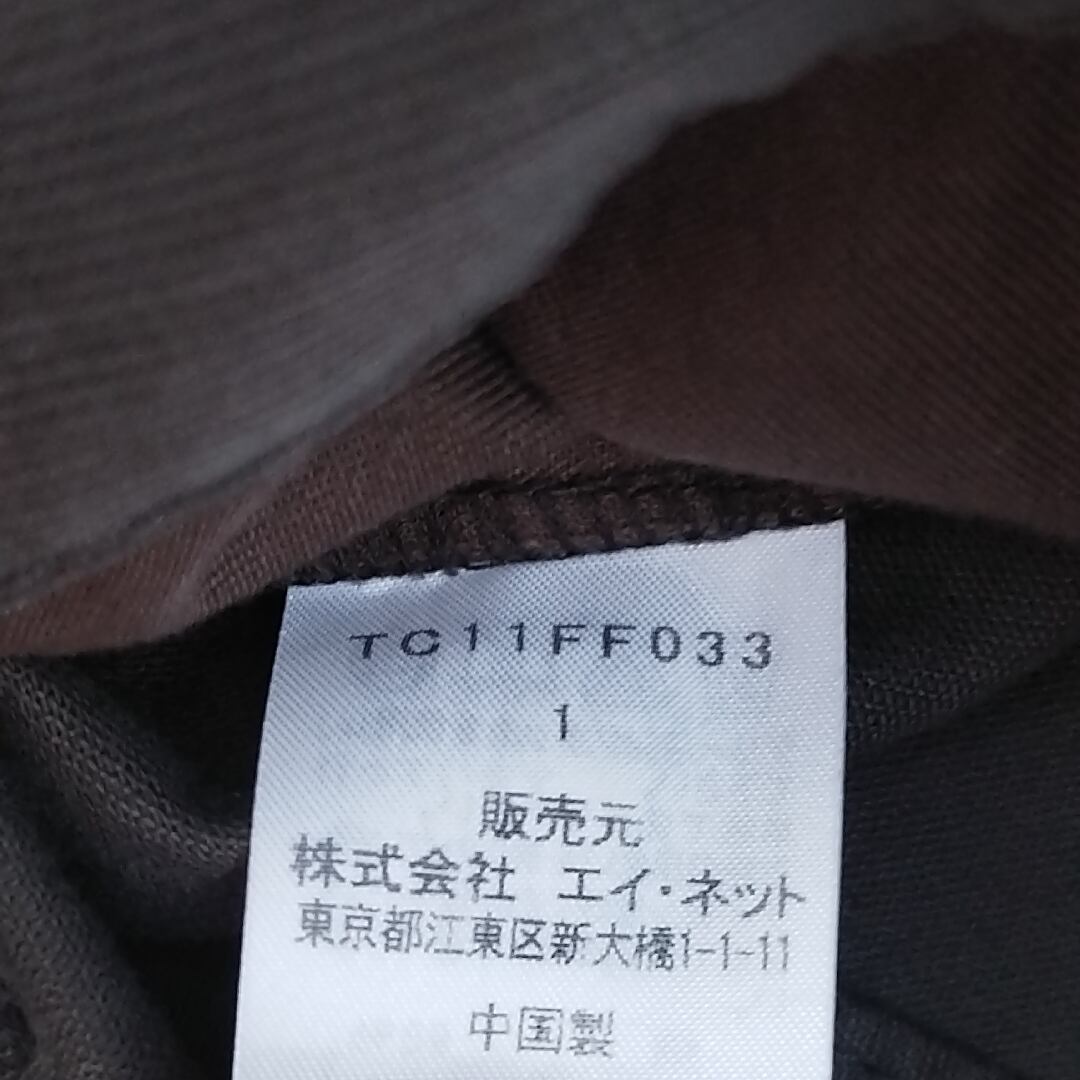 TC11FF033
1
販売元
株式会社 エイ・ネット
東京都江東区新大橋1-1-11
中国製